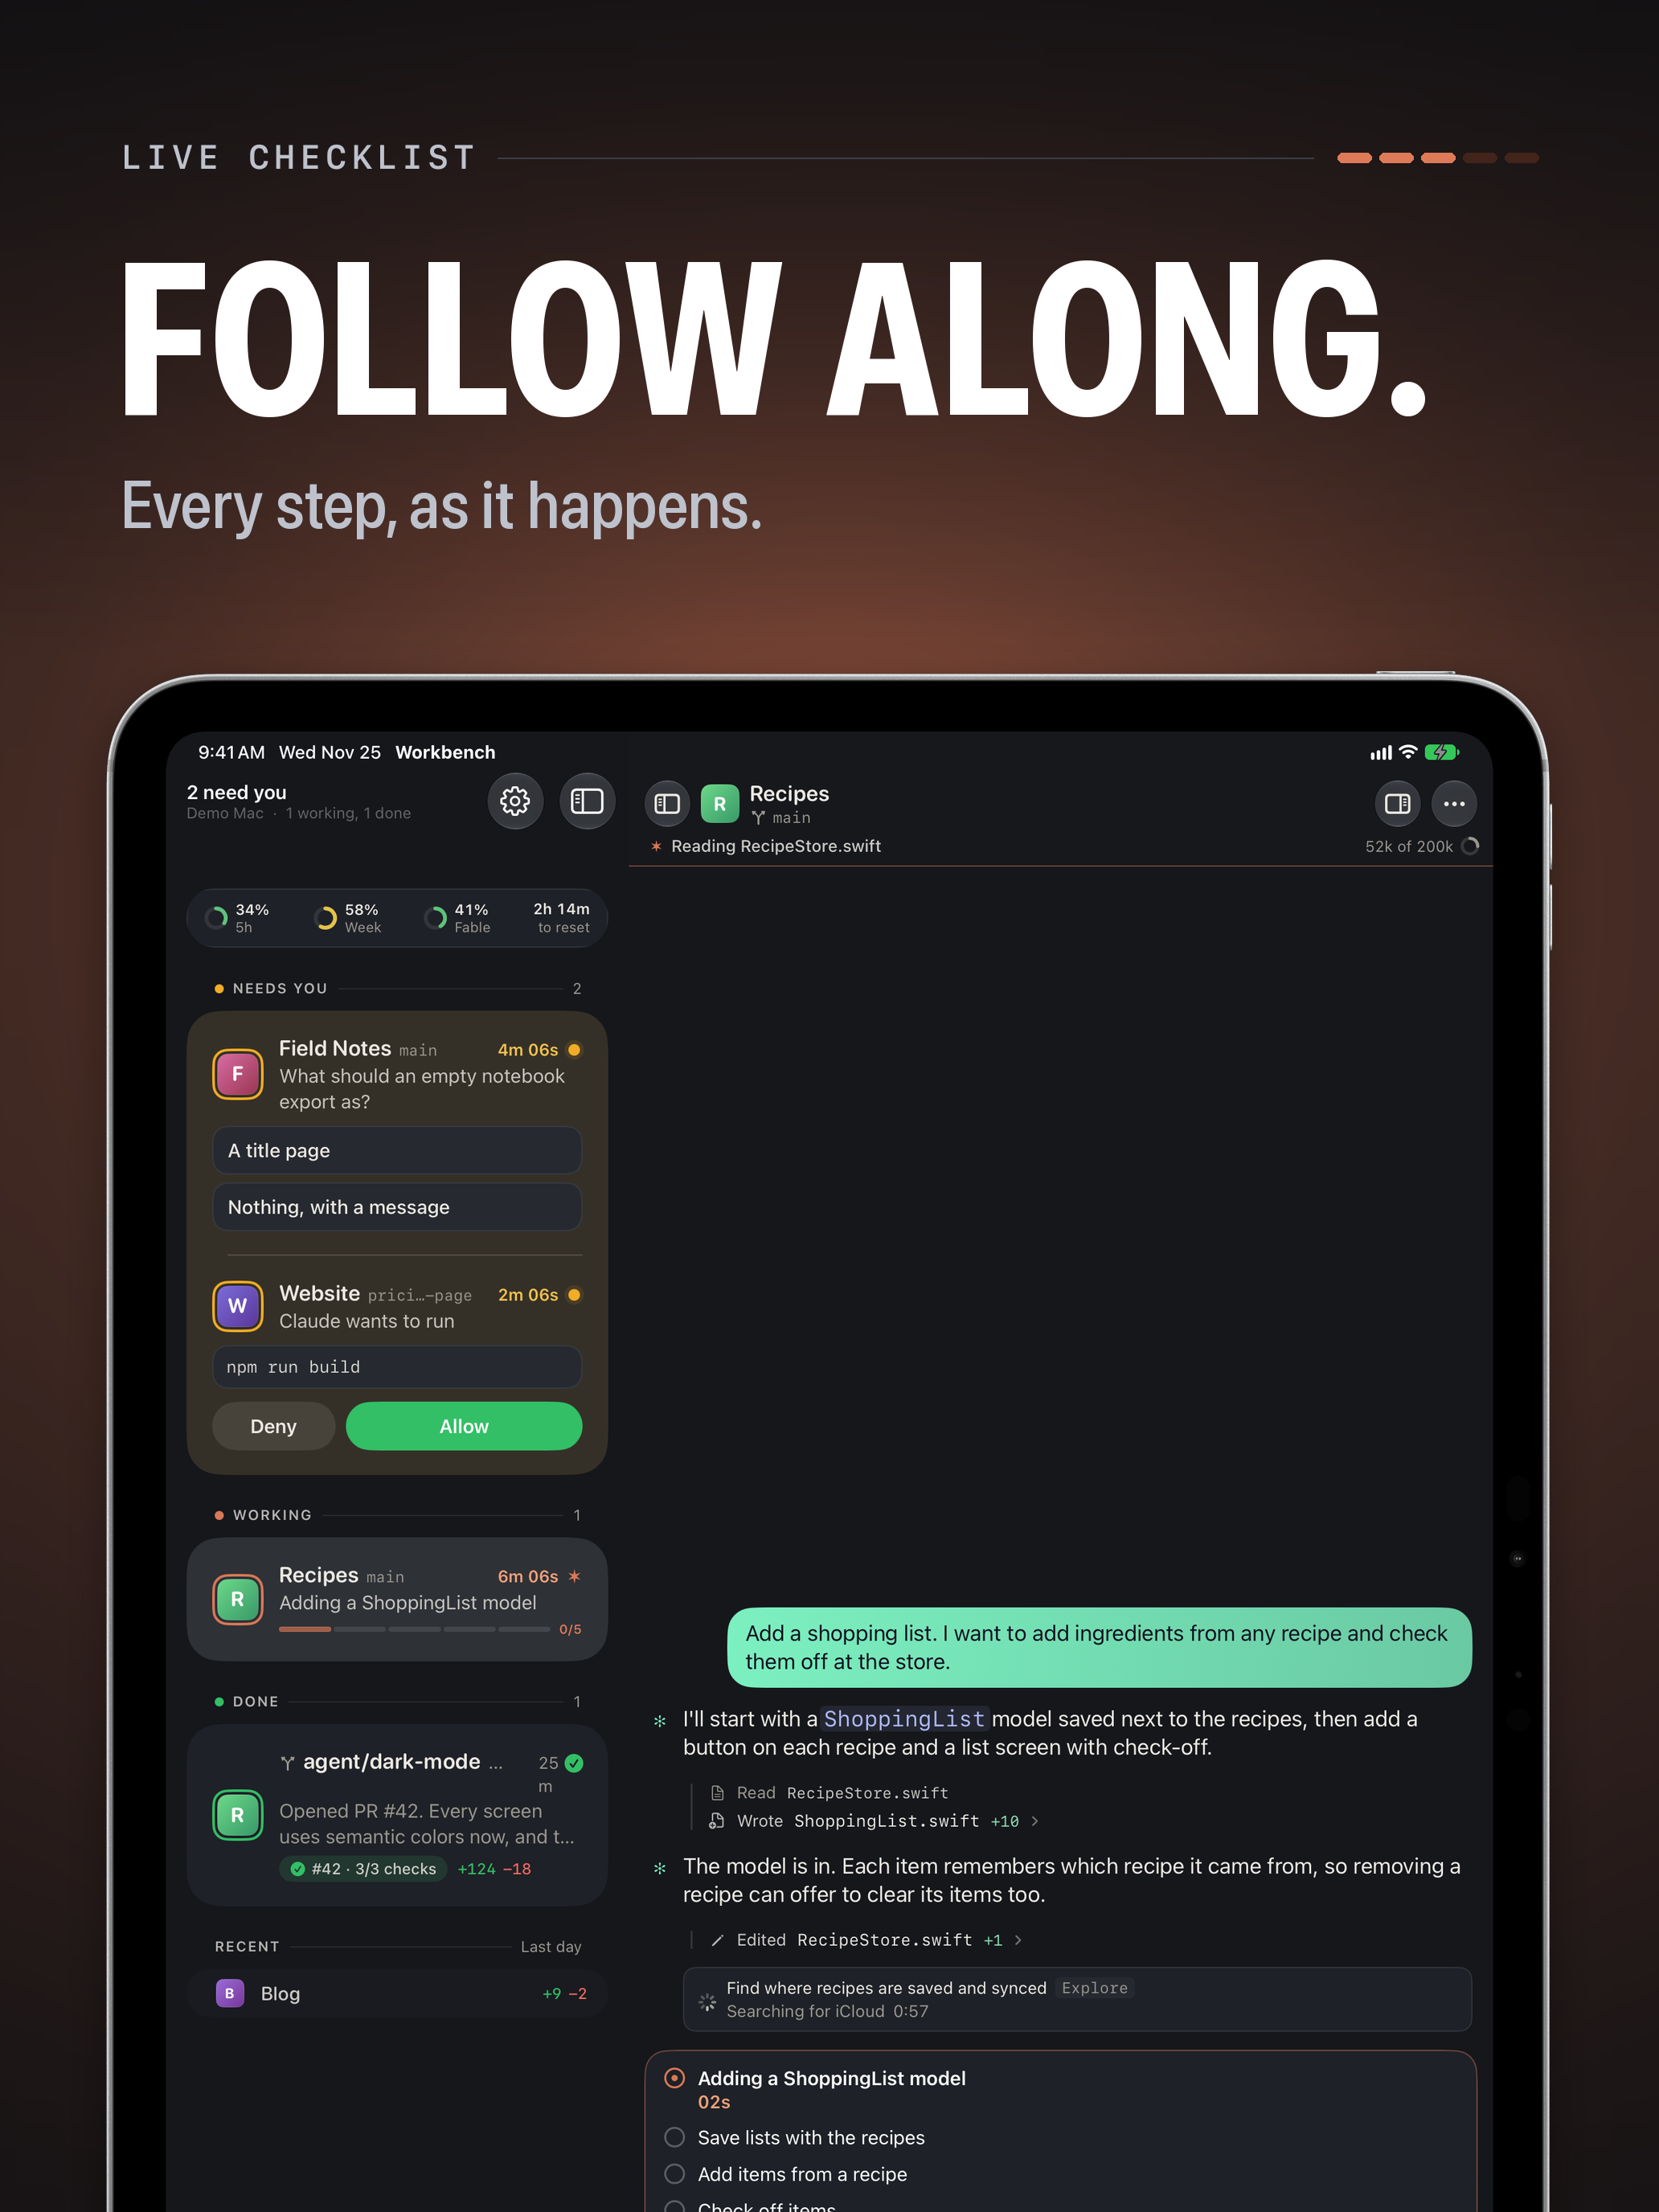 LIVE CHECKLIST
FOLLOW ALONG.
Every step, as it happens.
9:41 AM Wed Nov 25 Workbench
2 need you
Demo Mac · 1 working, 1 done
34%
5h
58%
Week
41%
Fable
2h 14m
to reset
NEEDS YOU 2
F
Field Notes main 4m 06s
What should an empty notebook
export as?
A title page
Nothing, with a message
W
Website prici…-page 2m 06s
Claude wants to run
npm run build
Deny
Allow
WORKING 1
R
Recipes main 6m 06s
Adding a ShoppingList model
0/5
DONE 1
R
agent/dark-mode … 25
m
Opened PR #42. Every screen
uses semantic colors now, and t…
#42 · 3/3 checks +124 −18
RECENT Last day
B
Blog +9 −2
R
Recipes
main
Reading RecipeStore.swift 52k of 200k
Add a shopping list. I want to add ingredients from any recipe and check
them off at the store.
I'll start with a ShoppingList model saved next to the recipes, then add a
button on each recipe and a list screen with check-off.
Read RecipeStore.swift
Wrote ShoppingList.swift +10
The model is in. Each item remembers which recipe it came from, so removing a
recipe can offer to clear its items too.
Edited RecipeStore.swift +1
Find where recipes are saved and synced Explore
Searching for iCloud 0:57
Adding a ShoppingList model
02s
Save lists with the recipes
Add items from a recipe
Check off items